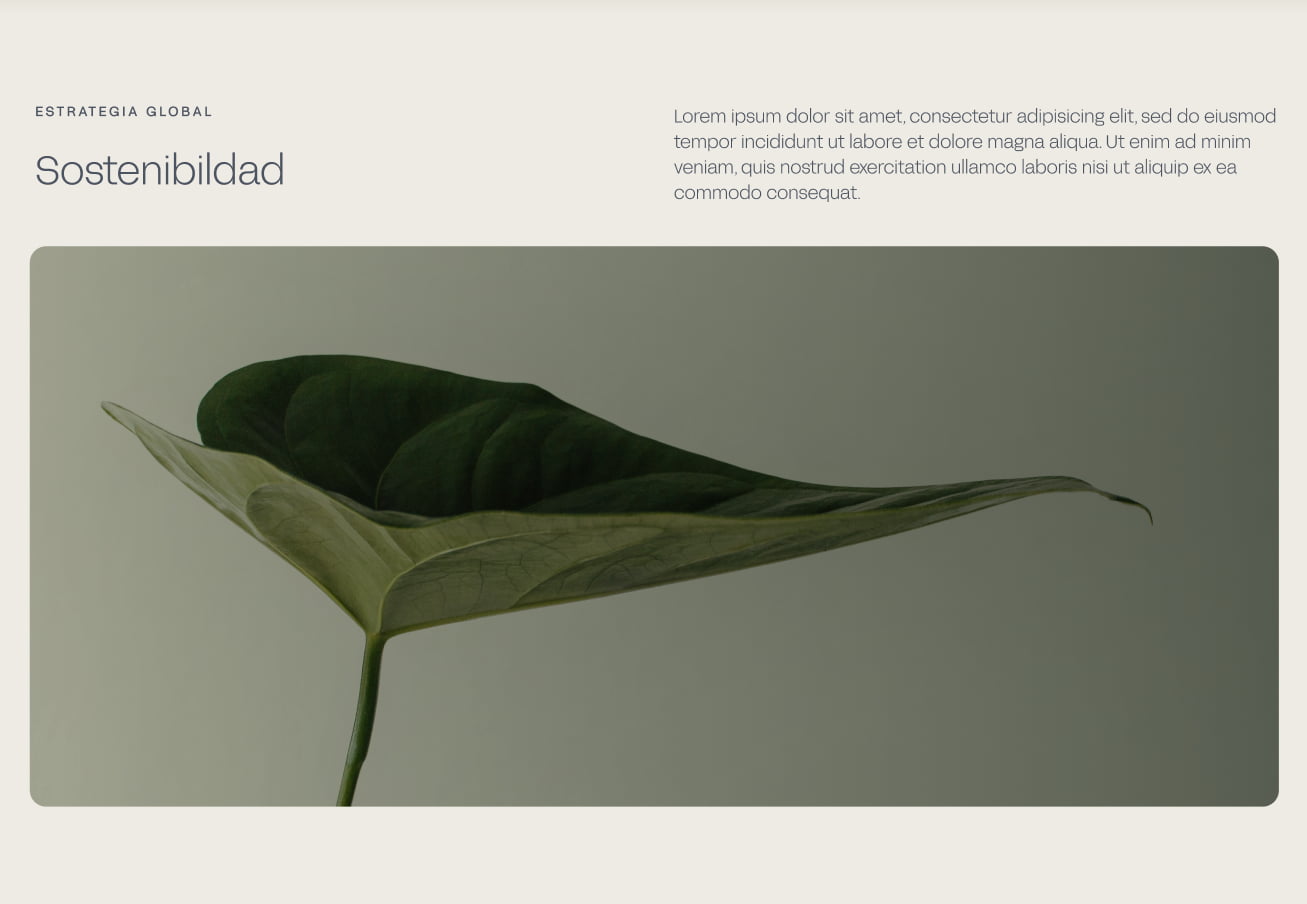 ESTRATEGIA GLOBAL
Sostenibildad
Lorem ipsum dolor sit amet, consectetur adipisicing elit, sed do eiusmod
tempor incididunt ut labore et dolore magna aliqua. Ut enim ad minim
veniam, quis nostrud exercitation ullamco laboris nisi ut aliquip ex ea
commodo consequat.